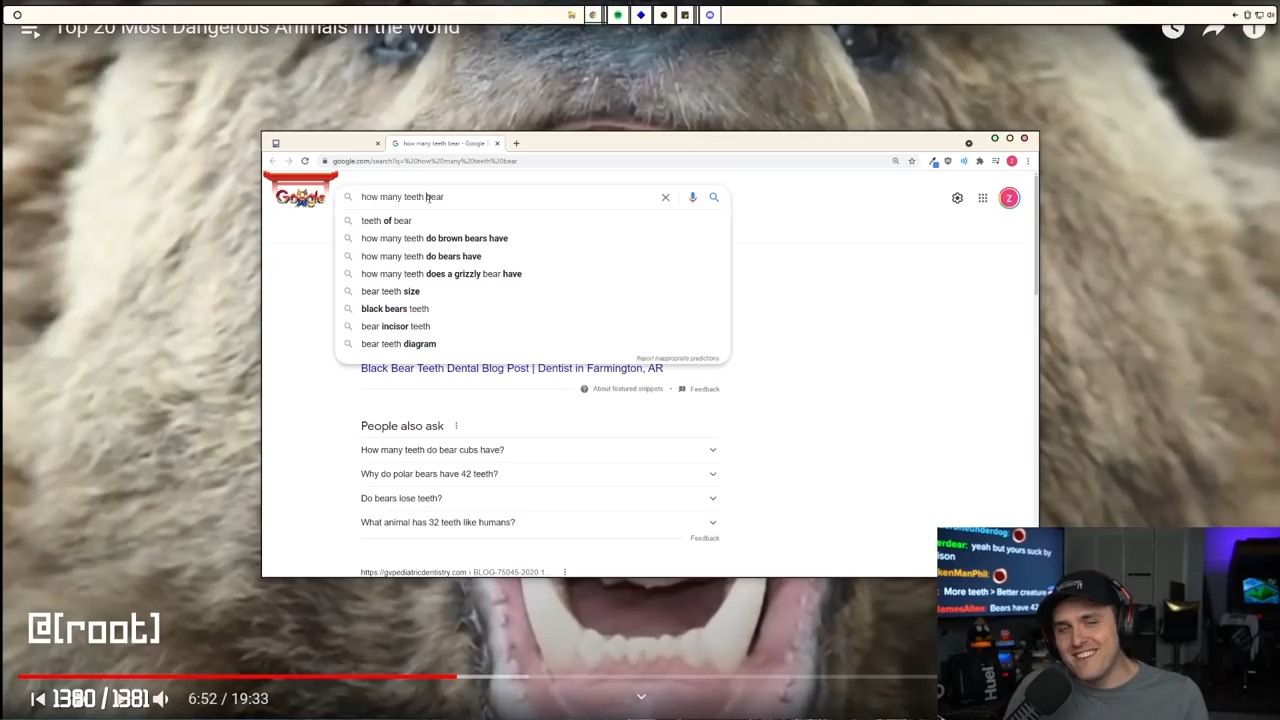 Top 20 Most Dangerous Animals in the World
how many teeth bear - Google
google.com/search?q=%20how%20many%20teeth%20bear
Z
Google
how many teeth bear
Z
teeth of bear
how many teeth do brown bears have
how many teeth do bears have
how many teeth does a grizzly bear have
bear teeth size
black bears teeth
bear incisor teeth
bear teeth diagram
Report inappropriate predictions
Black Bear Teeth Dental Blog Post | Dentist in Farmington, AR
About featured snippets • Feedback
People also ask
How many teeth do bear cubs have?
Why do polar bears have 42 teeth?
Do bears lose teeth?
What animal has 32 teeth like humans?
Feedback
https://gvpediatricdentistry.com › BLOG-75045-2020.1...
yeah but yours suck by
kenManPhil:
More teeth > Better creature
JamesAllen: Bears have 42
Huel
@[root]
1380 / 1381
6:52 / 19:33